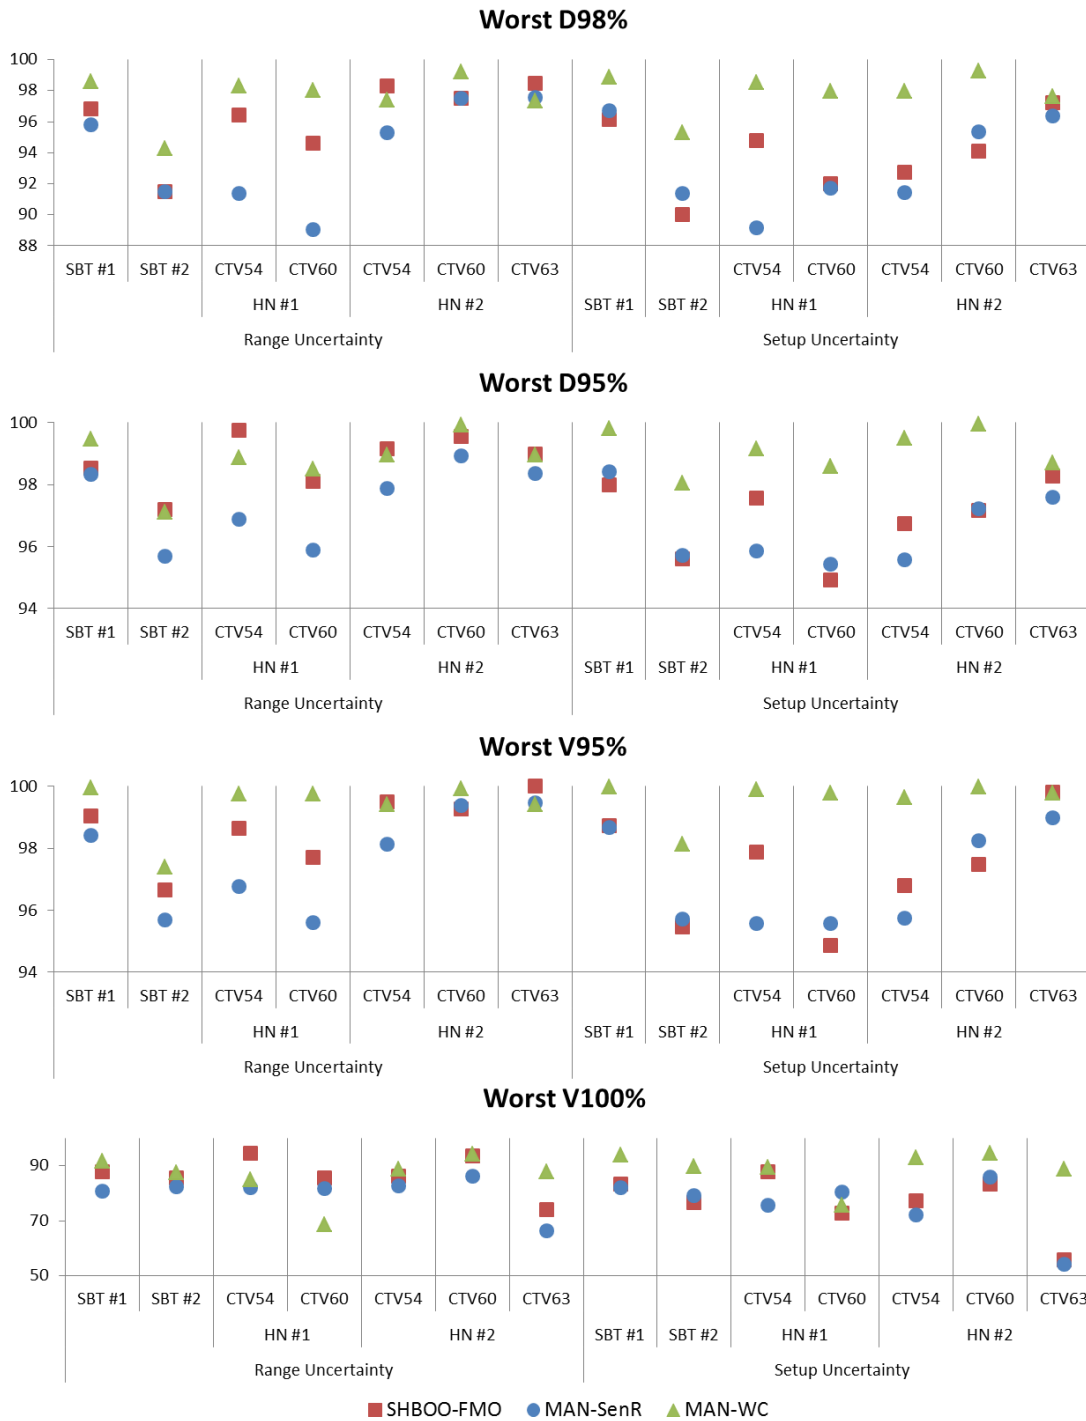 Worst D98%
100
98
96
94
92
90
88
SBT #1 SBT #2 CTV54 CTV60 CTV54 CTV60 CTV63 SBT #1 SBT #2 CTV54 CTV60 CTV54 CTV60 CTV63
HN #1 HN #2 HN #1 HN #2
Range Uncertainty Setup Uncertainty
Worst D95%
100
98
96
94
SBT #1 SBT #2 CTV54 CTV60 CTV54 CTV60 CTV63 SBT #1 SBT #2 CTV54 CTV60 CTV54 CTV60 CTV63
HN #1 HN #2 HN #1 HN #2
Range Uncertainty Setup Uncertainty
Worst V95%
100
98
96
94
SBT #1 SBT #2 CTV54 CTV60 CTV54 CTV60 CTV63 SBT #1 SBT #2 CTV54 CTV60 CTV54 CTV60 CTV63
HN #1 HN #2 HN #1 HN #2
Range Uncertainty Setup Uncertainty
Worst V100%
90
70
50
SBT #1 SBT #2 CTV54 CTV60 CTV54 CTV60 CTV63 SBT #1 SBT #2 CTV54 CTV60 CTV54 CTV60 CTV63
HN #1 HN #2 HN #1 HN #2
Range Uncertainty Setup Uncertainty
SHBOO-FMO MAN-SenR MAN-WC